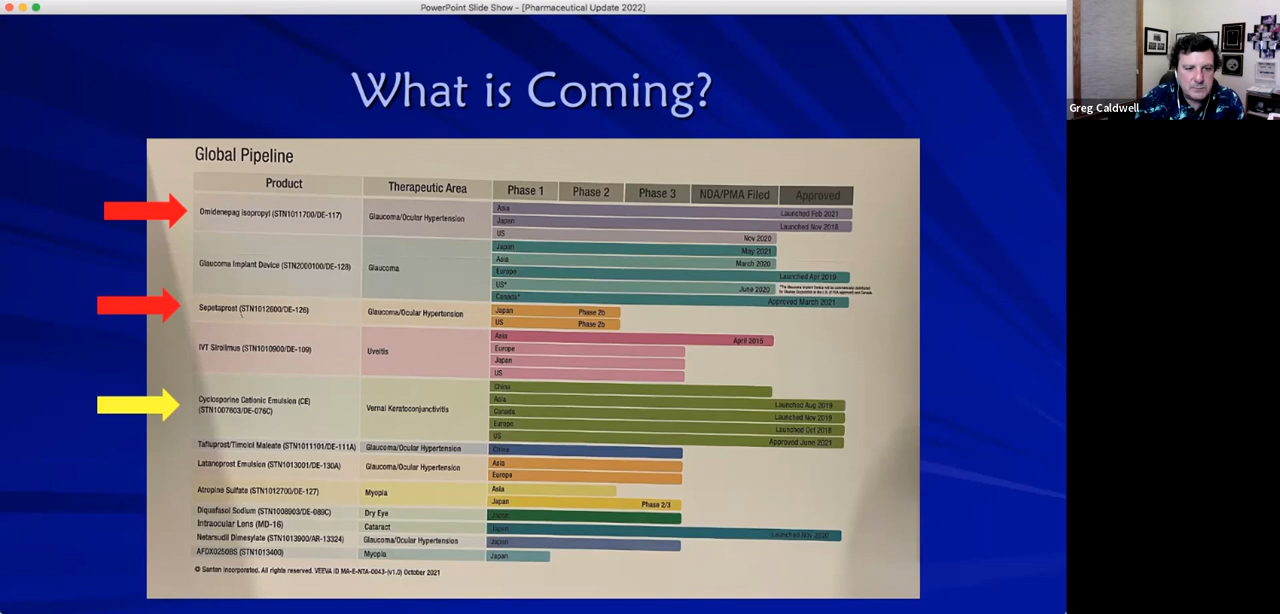 PowerPoint Slide Show - [Pharmaceutical Update 2022]
Greg Caldwell
What is Coming?
Global Pipeline
Product Therapeutic Area Phase 1 Phase 2 Phase 3 NDA/PMA Filed Approved
Omidenepag Isopropyl (STN1011700/DE-117) Glaucoma/Ocular Hypertension
Asia Launched Feb 2021
Japan Launched Nov 2018
US Nov 2020
Glaucoma Implant Device (STN2000100/DE-128) Glaucoma
Japan May 2021
Asia March 2020
Europe Launched Apr 2019
US* June 2020
Canada* Approved March 2021
Sepetaprost (STN1012600/DE-126) Glaucoma/Ocular Hypertension
Japan Phase 2b
US Phase 2b
IVT Sirolimus (STN1010900/DE-109) Uveitis
Asia April 2015
Europe
Japan
US
Cyclosporine Cationic Emulsion (CE)
(STN1007603/DE-076C) Vernal Keratoconjunctivitis
China
Asia Launched Aug 2019
Canada Launched Nov 2019
Europe Launched Oct 2018
US Approved June 2021
Tafluprost/Timolol Maleate (STN1011101/DE-111A) Glaucoma/Ocular Hypertension China
Latanoprost Emulsion (STN1013001/DE-130A) Glaucoma/Ocular Hypertension
Asia
Europe
Atropine Sulfate (STN1012700/DE-127) Myopia
Asia
Japan Phase 2/3
Diquafosol Sodium (STN1008903/DE-089C) Dry Eye Japan
Intraocular Lens (MD-16) Cataract Japan Launched Nov 2020
Netarsudil Dimesylate (STN1013900/AR-13324) Glaucoma/Ocular Hypertension Japan
AFDX0250BS (STN1013400) Myopia Japan
© Santen Incorporated. All rights reserved. VEEVA ID MA-E-NTA-0043-(v1.0) October 2021